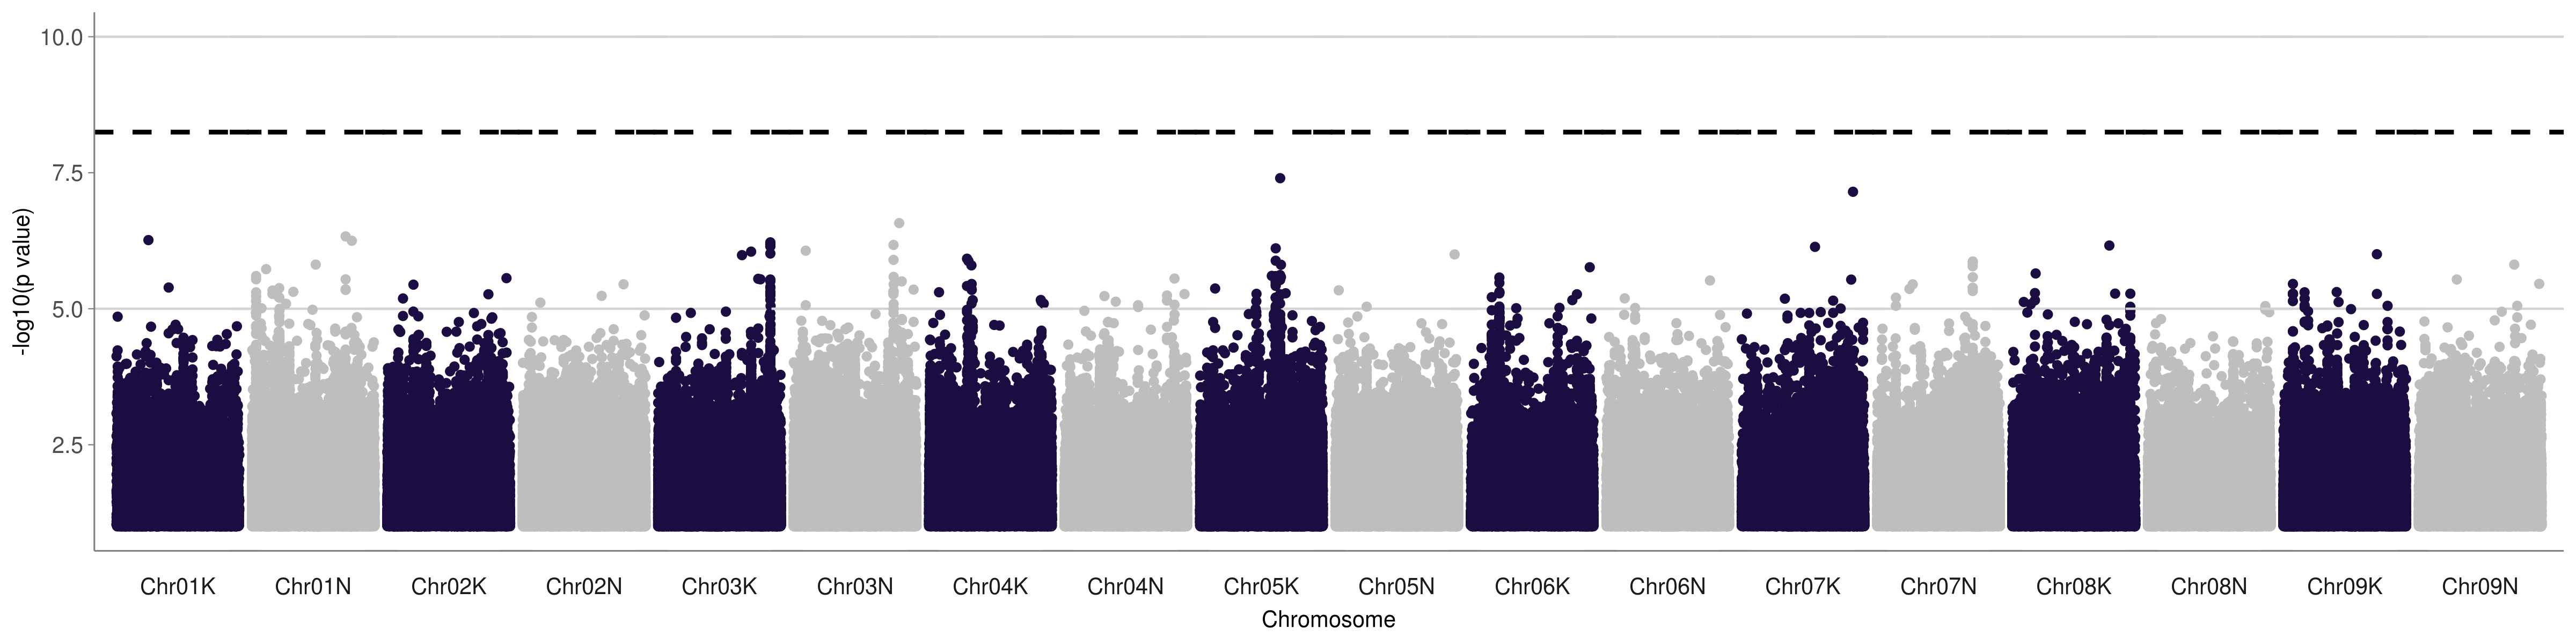 -log10(p value)
10.0
7.5
5.0
2.5
Chr01K Chr01N Chr02K Chr02N Chr03K Chr03N Chr04K Chr04N Chr05K Chr05N Chr06K Chr06N Chr07K Chr07N Chr08K Chr08N Chr09K Chr09N
Chromosome